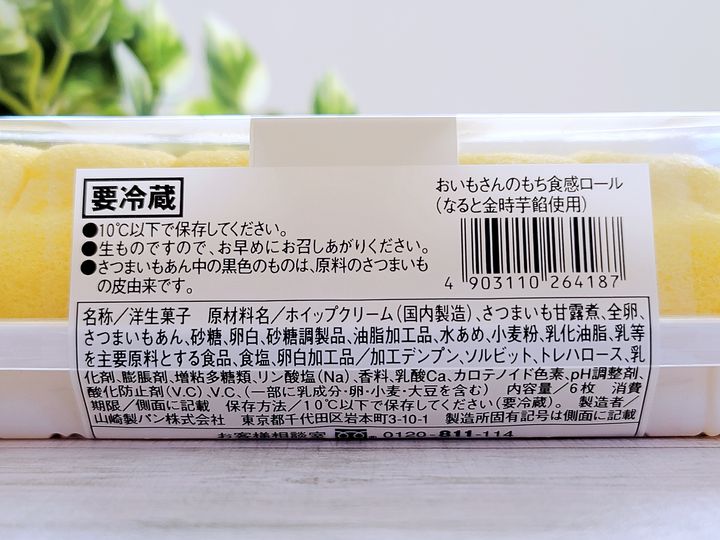 要冷蔵
●10℃以下で保存してください。
●生ものですので、お早めにお召しあがりください。
●さつまいもあん中の黒色のものは、原料のさつまいも
の皮由来です。
おいもさんのもち食感ロール
(なると金時芋餡使用)
4 903110 264187
名称/洋生菓子 原材料名/ホイップクリーム(国内製造)、さつまいも甘露煮、全卵、
さつまいもあん、砂糖、卵白、砂糖調製品、油脂加工品、水あめ、小麦粉、乳化油脂、乳等
を主要原料とする食品、食塩、卵白加工品/加工デンプン、ソルビット、トレハロース、乳
化剤、膨脹剤、増粘多糖類、リン酸塩(Na)、香料、乳酸Ca、カロテノイド色素、pH調整剤、
酸化防止剤(V.C)、V.C、(一部に乳成分・卵・小麦・大豆を含む) 内容量/6枚 消費
期限/側面に記載 保存方法/10℃以下で保存してください(要冷蔵)。 製造者/
山崎製パン株式会社 東京都千代田区岩本町3-10-1 製造所固有記号は側面に記載
お客様相談室 0120-811-114